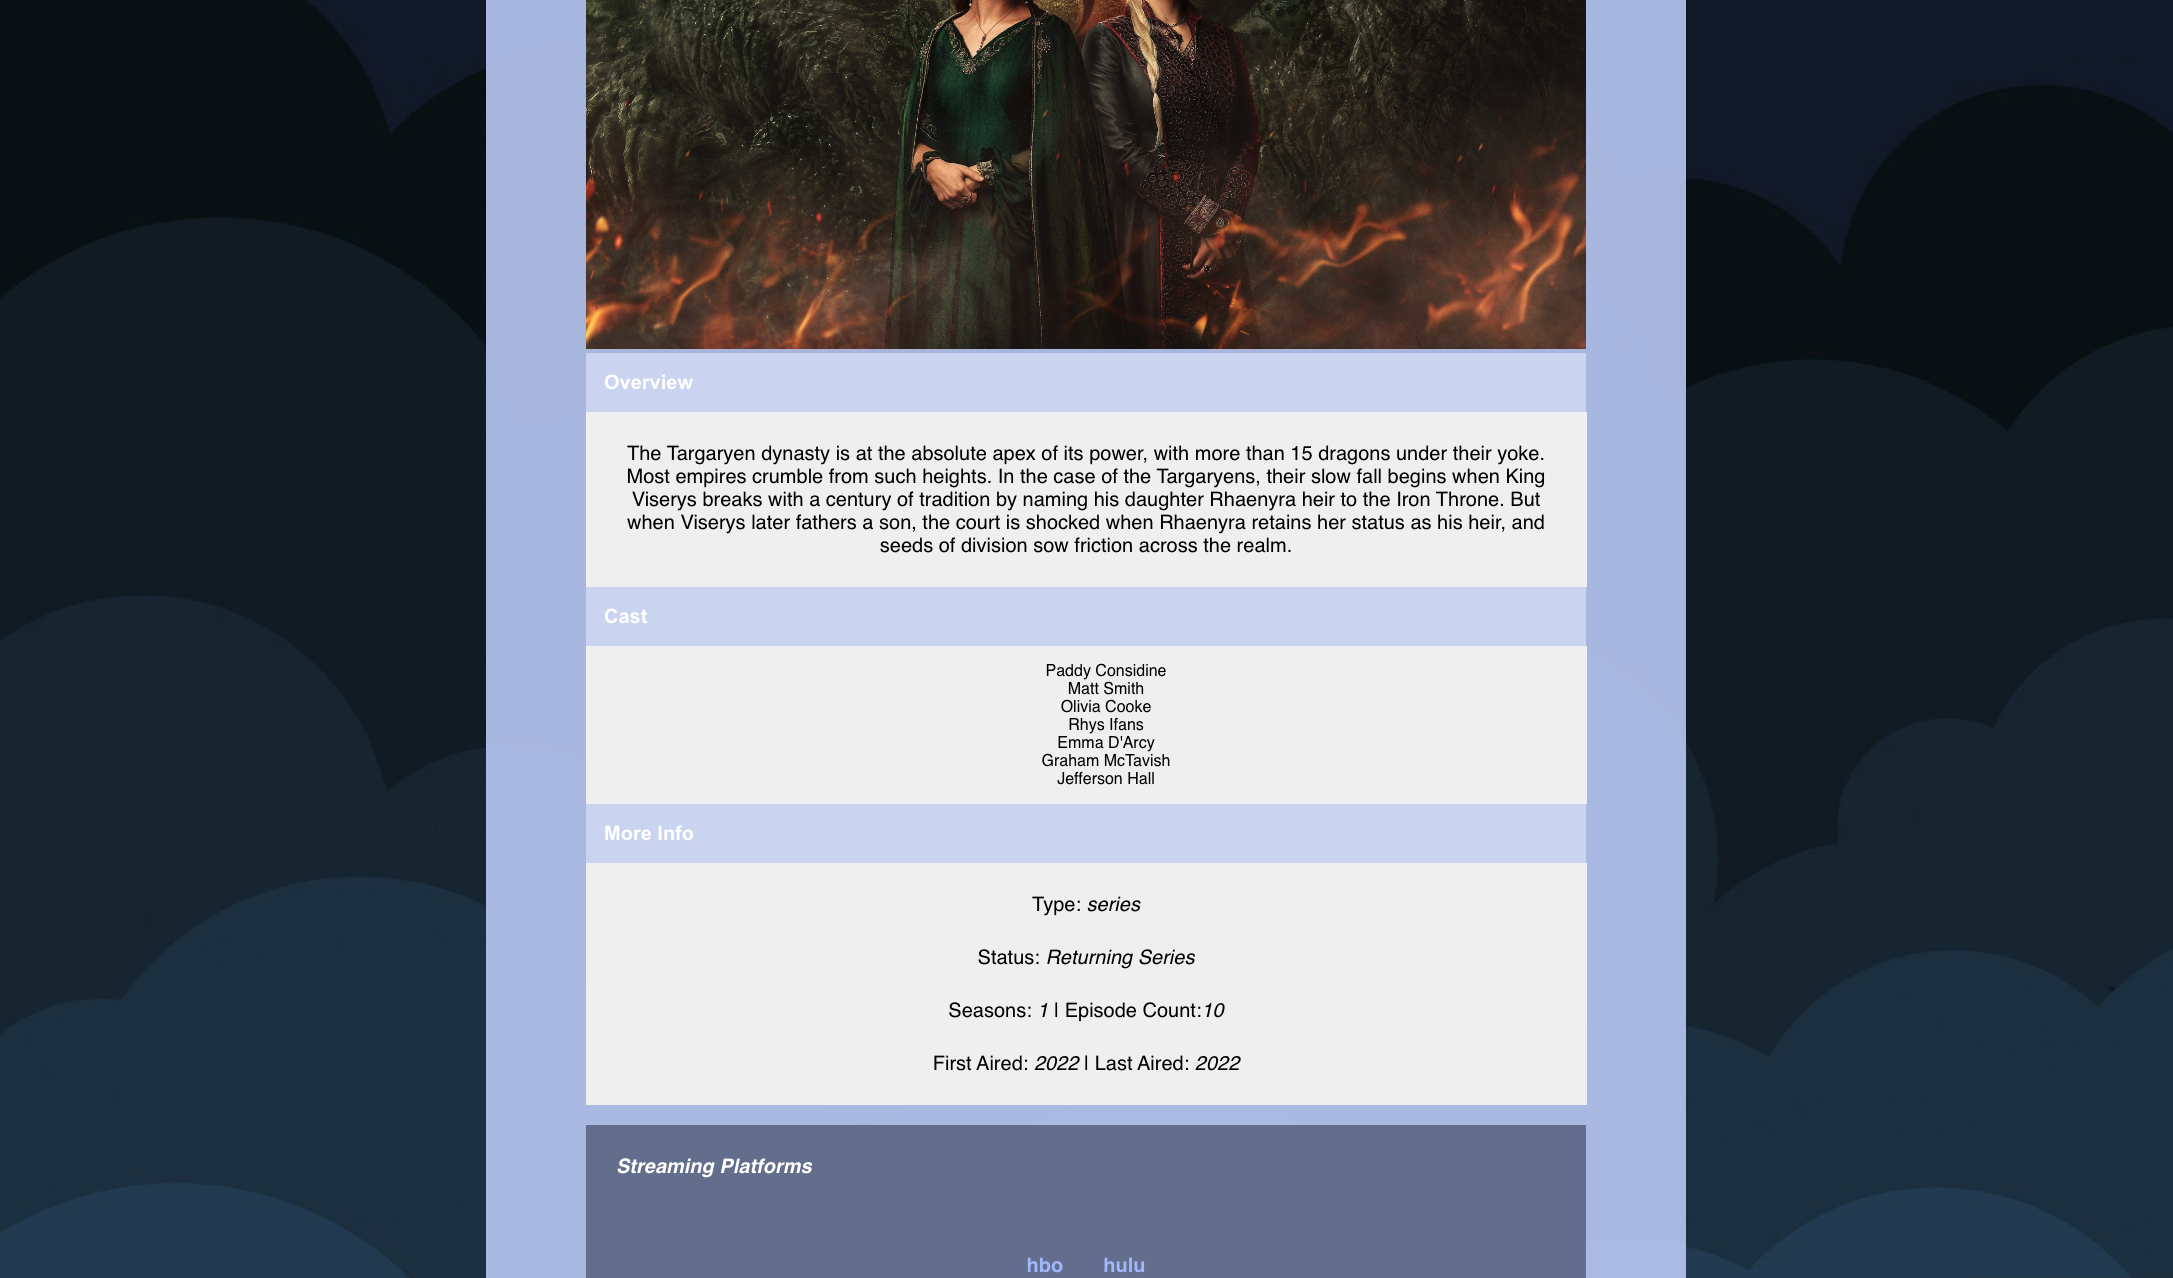 Overview
The Targaryen dynasty is at the absolute apex of its power, with more than 15 dragons under their yoke.
Most empires crumble from such heights. In the case of the Targaryens, their slow fall begins when King
Viserys breaks with a century of tradition by naming his daughter Rhaenyra heir to the Iron Throne. But
when Viserys later fathers a son, the court is shocked when Rhaenyra retains her status as his heir, and
seeds of division sow friction across the realm.
Cast
Paddy Considine
Matt Smith
Olivia Cooke
Rhys Ifans
Emma D'Arcy
Graham McTavish
Jefferson Hall
More Info
Type: series
Status: Returning Series
Seasons: 1 | Episode Count:10
First Aired: 2022 | Last Aired: 2022
Streaming Platforms
hbo hulu